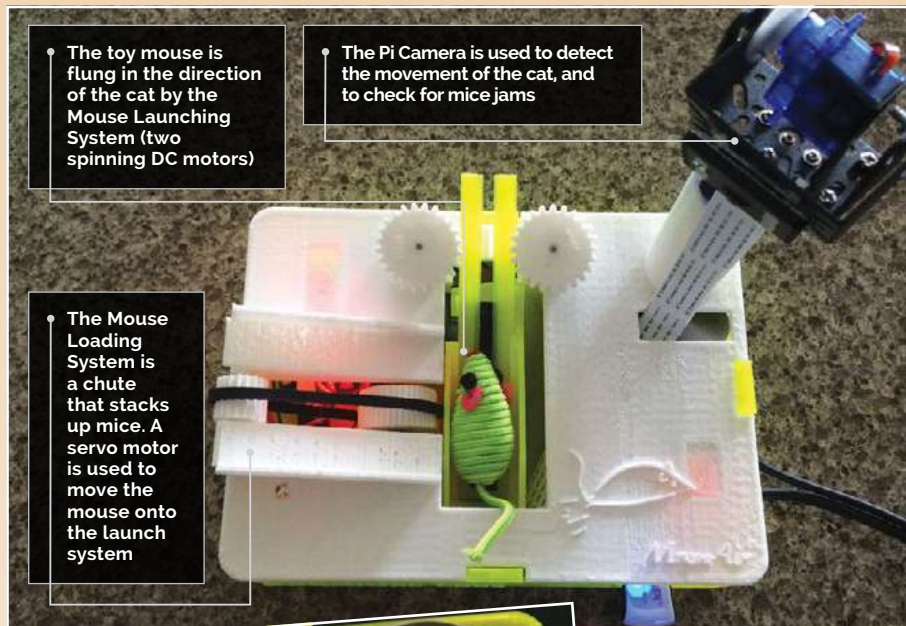 The toy mouse is
flung in the direction
of the cat by the
Mouse Launching
System (two
spinning DC motors)
The Pi Camera is used to detect
the movement of the cat, and
to check for mice jams
The Mouse
Loading
System is
a chute
that stacks
up mice. A
servo motor
is used to
move the
mouse onto
the launch
system